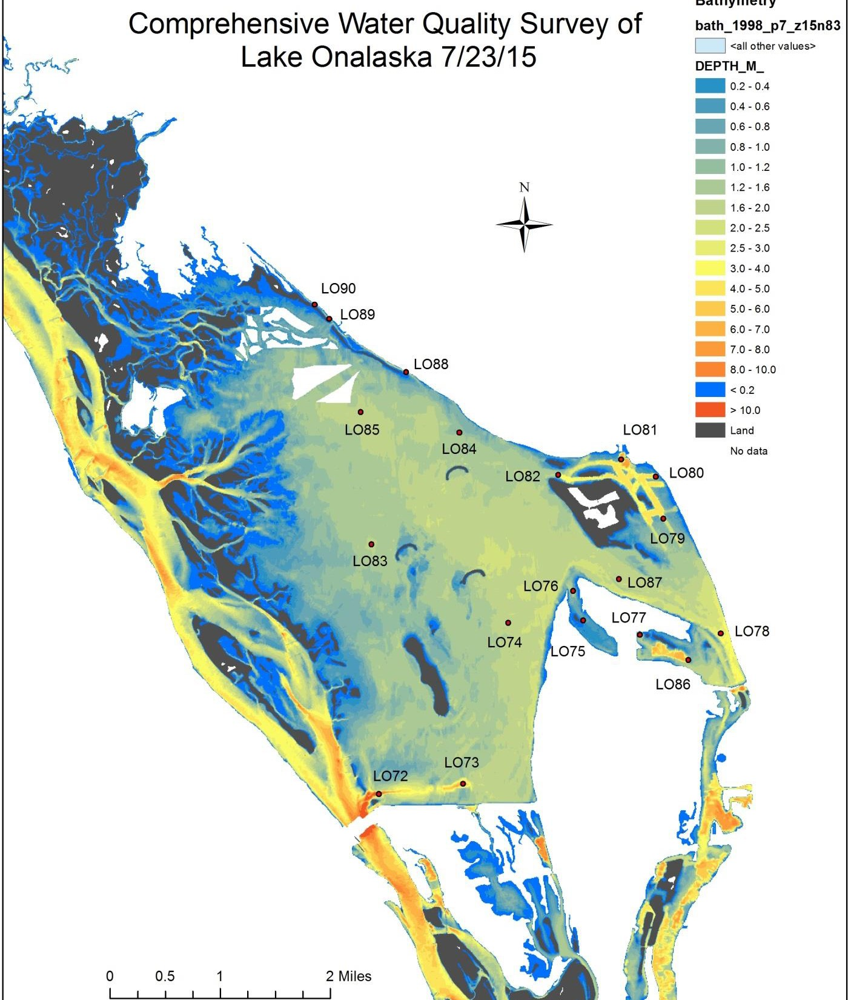 Comprehensive Water Quality Survey of
Lake Onalaska 7/23/15
Bathymetry
bath_1998_p7_z15n83
<all other values>
DEPTH_M_
0.2 - 0.4
0.4 - 0.6
0.6 - 0.8
0.8 - 1.0
1.0 - 1.2
1.2 - 1.6
1.6 - 2.0
2.0 - 2.5
2.5 - 3.0
3.0 - 4.0
4.0 - 5.0
5.0 - 6.0
6.0 - 7.0
7.0 - 8.0
8.0 - 10.0
< 0.2
> 10.0
Land
No data
N
LO90
LO89
LO88
LO85
LO84
LO81
LO82
LO80
LO79
LO83
LO76
LO87
LO77
LO78
LO74
LO75
LO86
LO73
LO72
0 0.5 1 2 Miles